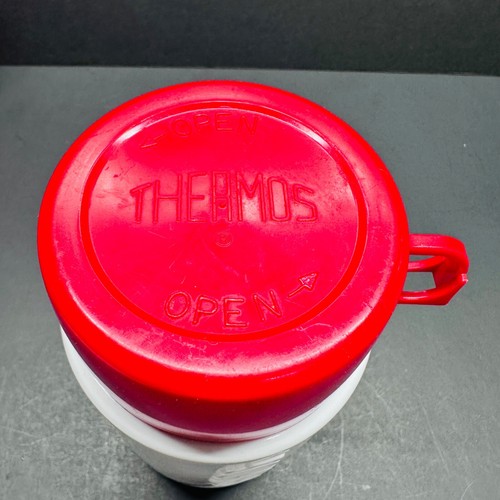 ← OPEN
THERMOS
OPEN →